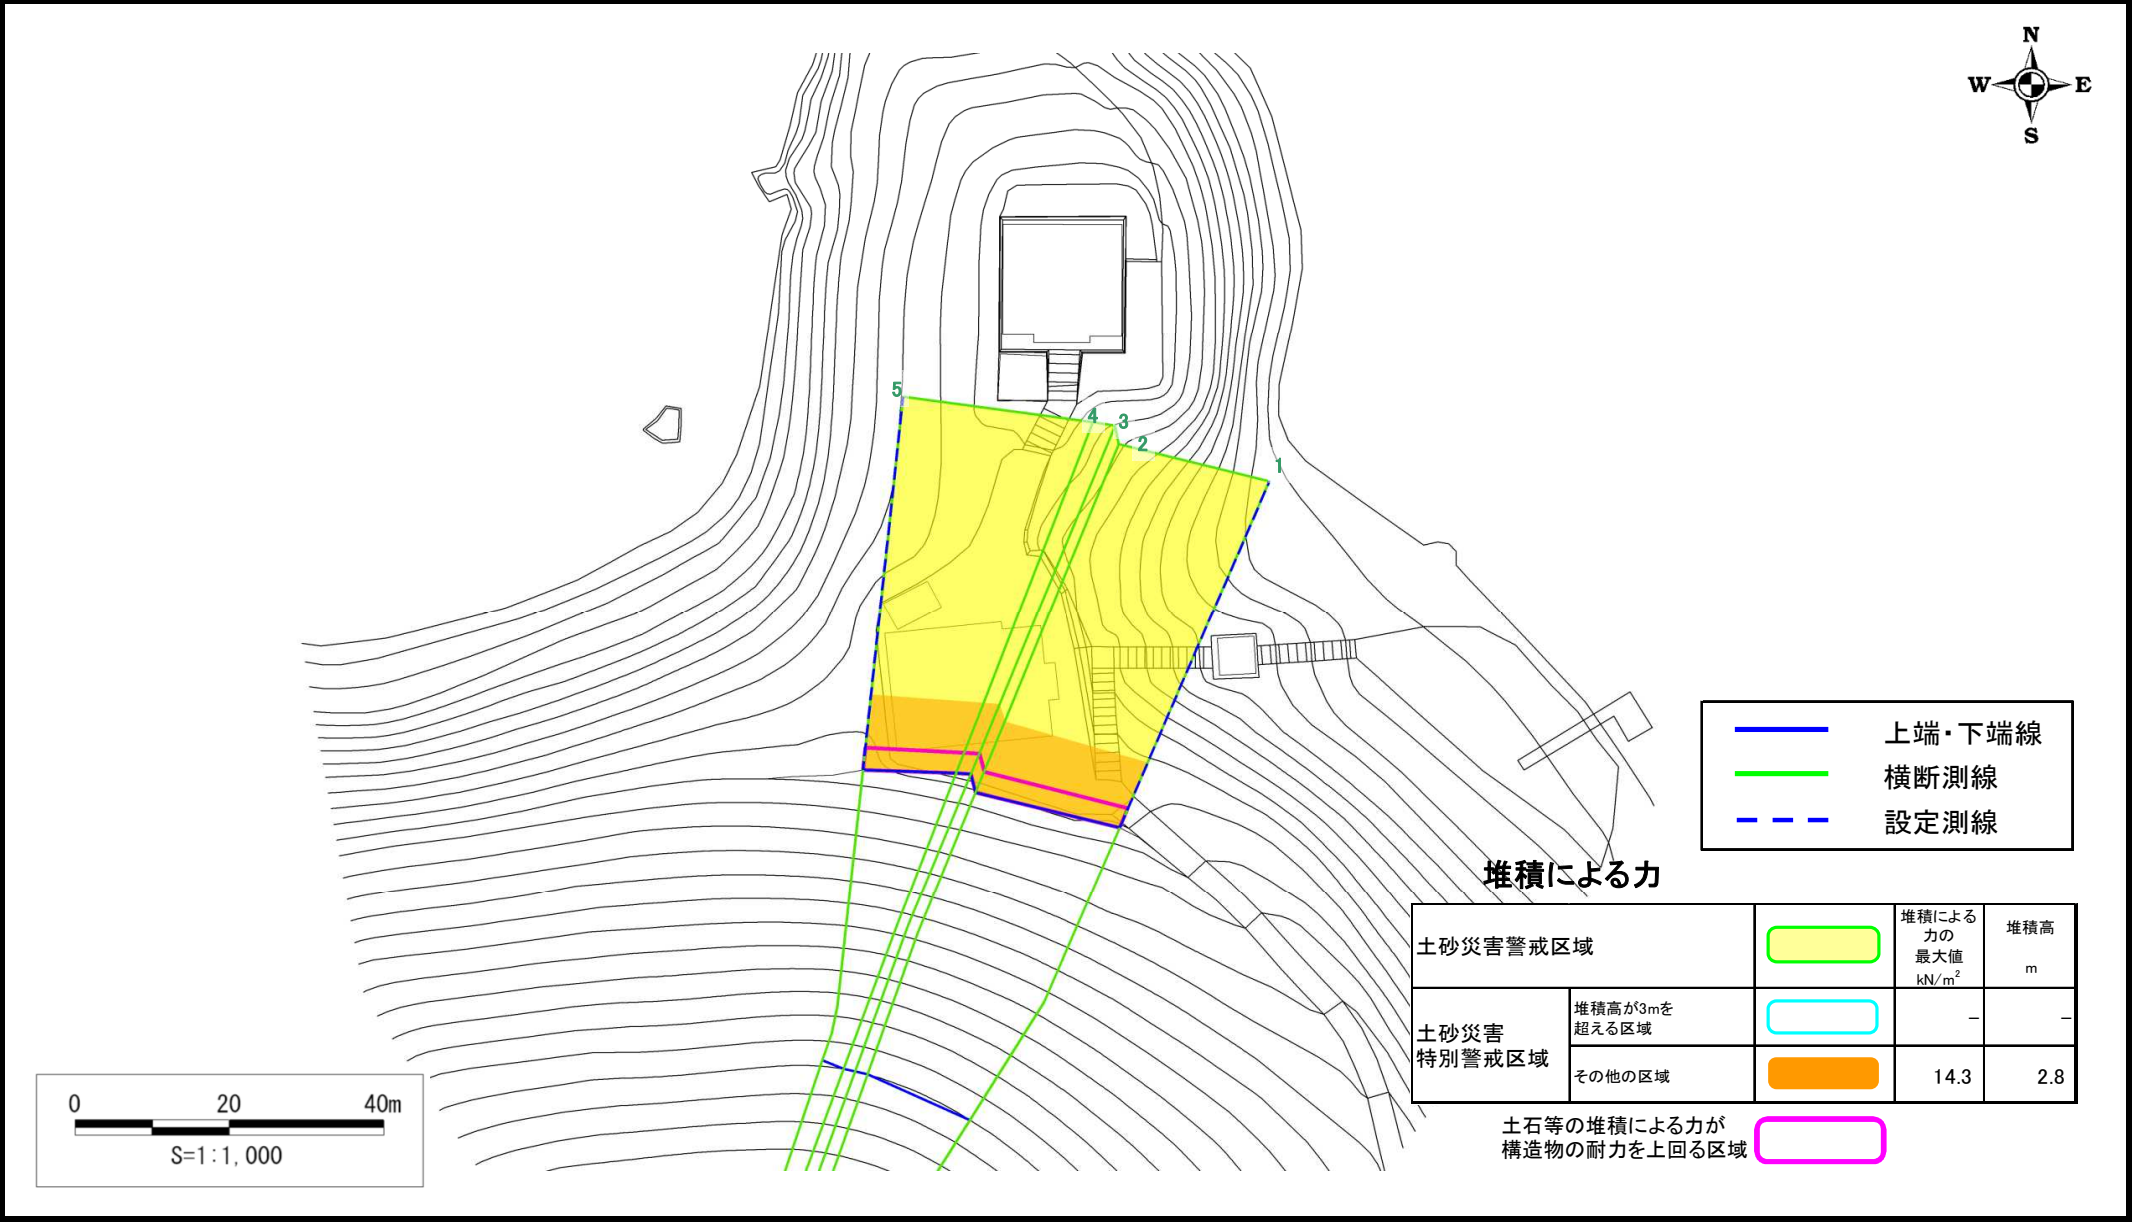 N
W E
S
5
4
3
2
1
上端・下端線
横断測線
設定測線
堆積による力
土砂災害警戒区域
堆積による
力の
最大値
kN/m²
堆積高
m
土砂災害
特別警戒区域
堆積高が3mを
超える区域
－ －
その他の区域
14.3 2.8
土石等の堆積による力が
構造物の耐力を上回る区域
0 20 40m
S=1:1,000